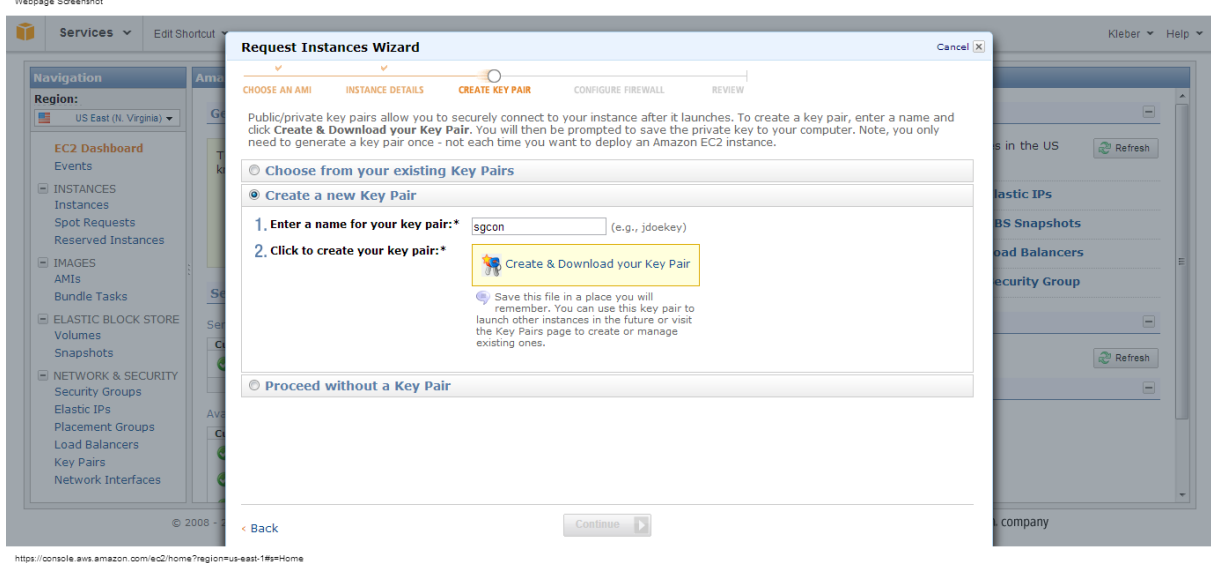 Webpage Screenshot
Services Edit Shortcut Kleber Help
Request Instances Wizard Cancel
CHOOSE AN AMI INSTANCE DETAILS CREATE KEY PAIR CONFIGURE FIREWALL REVIEW
Public/private key pairs allow you to securely connect to your instance after it launches. To create a key pair, enter a name and
click Create & Download your Key Pair. You will then be prompted to save the private key to your computer. Note, you only
need to generate a key pair once - not each time you want to deploy an Amazon EC2 instance.
Choose from your existing Key Pairs
Create a new Key Pair
1. Enter a name for your key pair:* sgcon (e.g., jdoekey)
2. Click to create your key pair:* Create & Download your Key Pair
Save this file in a place you will
remember. You can use this key pair to
launch other instances in the future or visit
the Key Pairs page to create or manage
existing ones.
Proceed without a Key Pair
Back Continue
Navigation
Region:
US East (N. Virginia)
EC2 Dashboard
Events
INSTANCES
Instances
Spot Requests
Reserved Instances
IMAGES
AMIs
Bundle Tasks
ELASTIC BLOCK STORE
Volumes
Snapshots
NETWORK & SECURITY
Security Groups
Elastic IPs
Placement Groups
Load Balancers
Key Pairs
Network Interfaces
s in the US Refresh
lastic IPs
BS Snapshots
oad Balancers
ecurity Group
Refresh
© 2008 - company
https://console.aws.amazon.com/ec2/home?region=us-east-1#s=Home